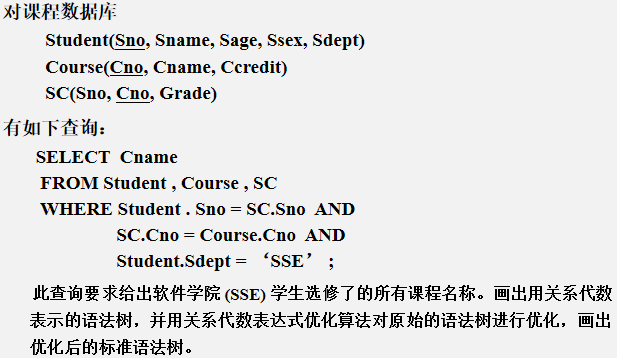 对课程数据库
Student(Sno, Sname, Sage, Ssex, Sdept)
Course(Cno, Cname, Ccredit)
SC(Sno, Cno, Grade)
有如下查询：
SELECT Cname
FROM Student , Course , SC
WHERE Student . Sno = SC.Sno AND
SC.Cno = Course.Cno AND
Student.Sdept = ‘SSE’ ;
此查询要求给出软件学院 (SSE) 学生选修了的所有课程名称。画出用关系代数
表示的语法树，并用关系代数表达式优化算法对原始的语法树进行优化，画出
优化后的标准语法树。